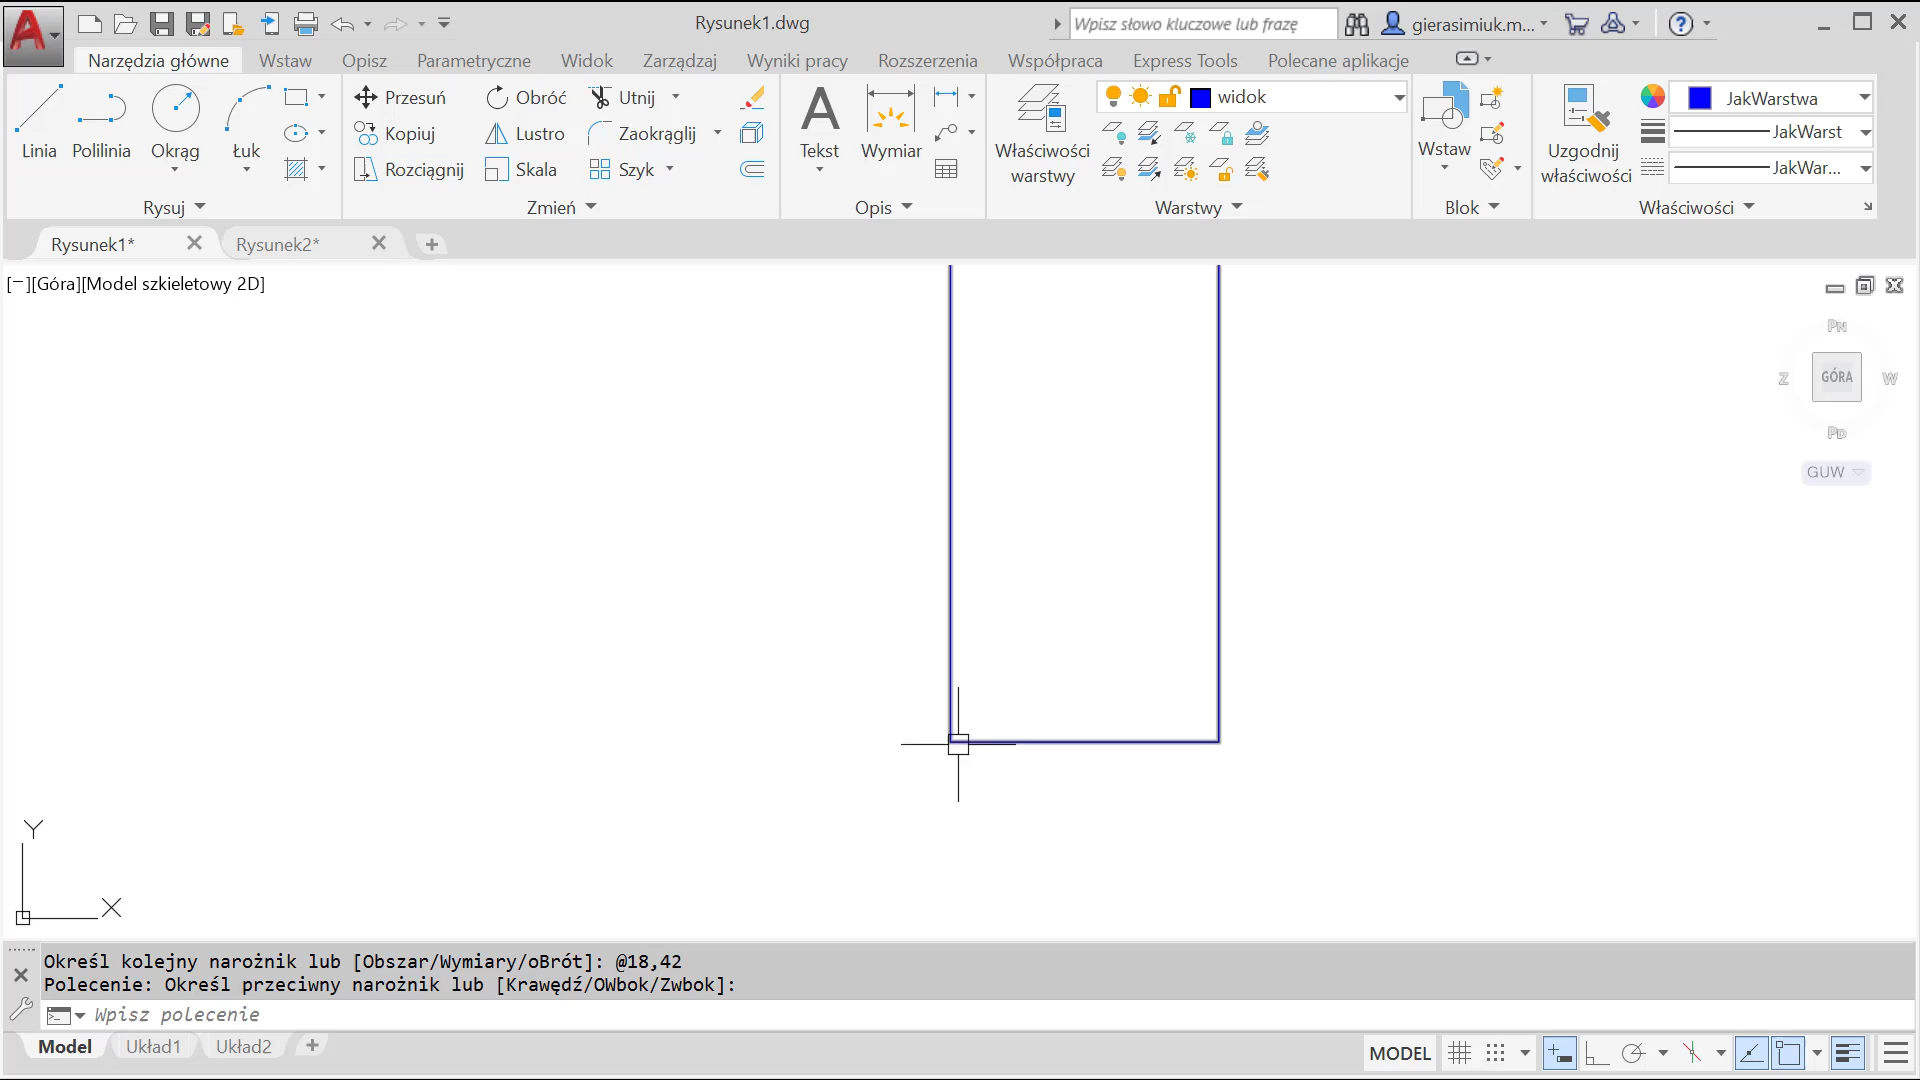 Rysunek1.dwg
Wpisz słowo kluczowe lub frazę
gierasimiuk.m...
Narzędzia główne Wstaw Opisz Parametryczne Widok Zarządzaj Wyniki pracy Rozszerzenia Współpraca Express Tools Polecane aplikacje
Linia Polilinia Okrąg Łuk
Rysuj
Przesuń Obróć Utnij
Kopiuj Lustro Zaokrąglij
Rozciągnij Skala Szyk
Zmień
Tekst Wymiar
Opis
Właściwości
warstwy
widok
Warstwy
Wstaw
Blok
Uzgodnij
właściwości
JakWarstwa
JakWarst
JakWar...
Właściwości
Rysunek1* Rysunek2*
[−][Góra][Model szkieletowy 2D]
PN
Z GÓRA W
PD
GUW
Y
X
Określ kolejny narożnik lub [Obszar/Wymiary/oBrót]: @18,42
Polecenie: Określ przeciwny narożnik lub [Krawędź/OWbok/Zwbok]:
Wpisz polecenie
Model Układ1 Układ2 +
MODEL